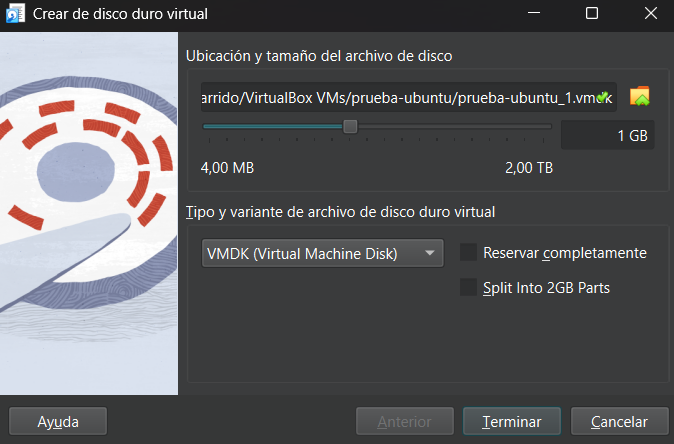 Crear de disco duro virtual
Ubicación y tamaño del archivo de disco
arrido/VirtualBox VMs/prueba-ubuntu/prueba-ubuntu_1.vmdk
1 GB
4,00 MB 2,00 TB
Tipo y variante de archivo de disco duro virtual
VMDK (Virtual Machine Disk) Reservar completamente
Split Into 2GB Parts
Ayuda Anterior Terminar Cancelar